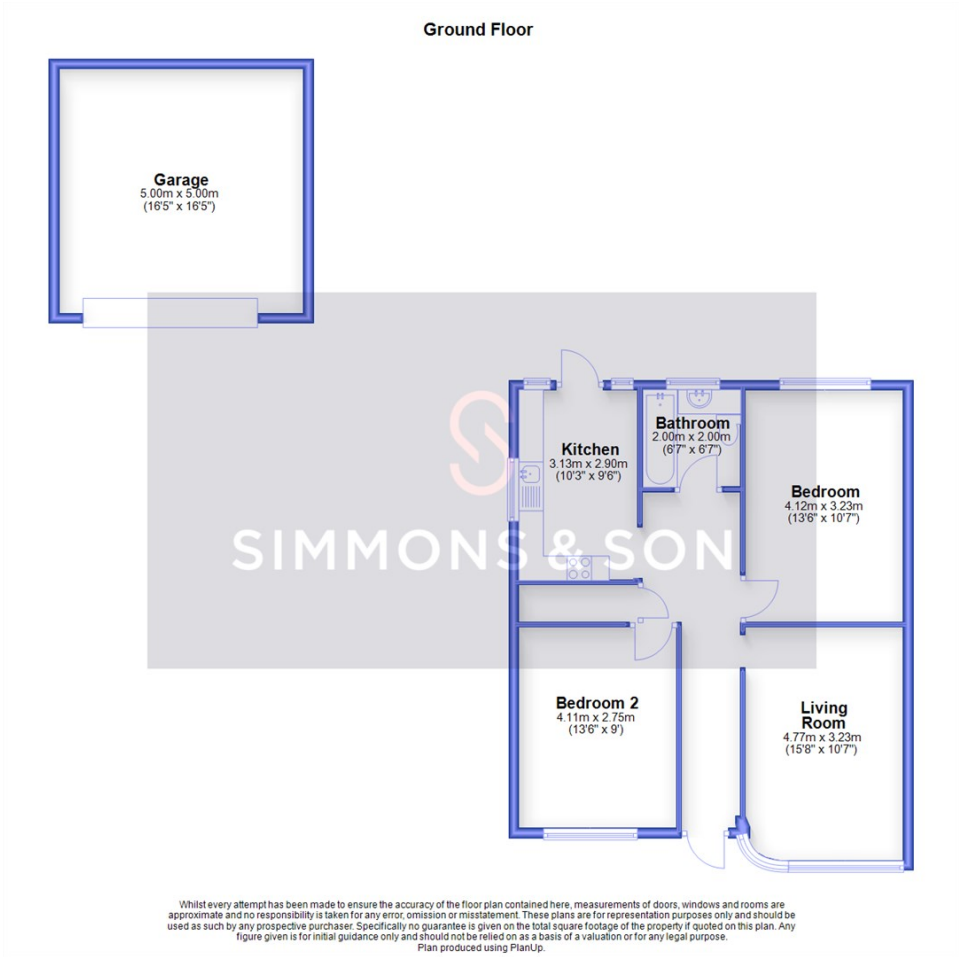 Ground Floor
Garage
5.00m x 5.00m
(16'5" x 16'5")
Kitchen
3.13m x 2.90m
(10'3" x 9'6")
Bathroom
2.00m x 2.00m
(6'7" x 6'7")
Bedroom
4.12m x 3.23m
(13'6" x 10'7")
SIMMONS & SON
Bedroom 2
4.11m x 2.75m
(13'6" x 9')
Living
Room
4.77m x 3.23m
(15'8" x 10'7")
Whilst every attempt has been made to ensure the accuracy of the floor plan contained here, measurements of doors, windows and rooms are
approximate and no responsibility is taken for any error, omission or misstatement. These plans are for representation purposes only and should be
used as such by any prospective purchaser. Specifically no guarantee is given on the total square footage of the property if quoted on this plan. Any
figure given is for initial guidance only and should not be relied on as a basis of a valuation or for any legal purpose.
Plan produced using PlanUp.